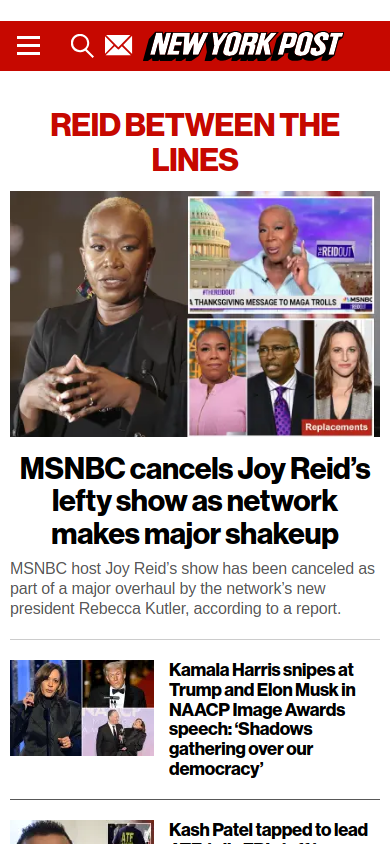 NEW YORK POST
REID BETWEEN THE
LINES
THE REIDOUT
#THEREIDOUT
A THANKSGIVING MESSAGE TO MAGA TROLLS
MSNBC
Replacements
MSNBC cancels Joy Reid’s
lefty show as network
makes major shakeup
MSNBC host Joy Reid’s show has been canceled as
part of a major overhaul by the network’s new
president Rebecca Kutler, according to a report.
Kamala Harris snipes at
Trump and Elon Musk in
NAACP Image Awards
speech: ‘Shadows
gathering over our
democracy’
ATF
Kash Patel tapped to lead